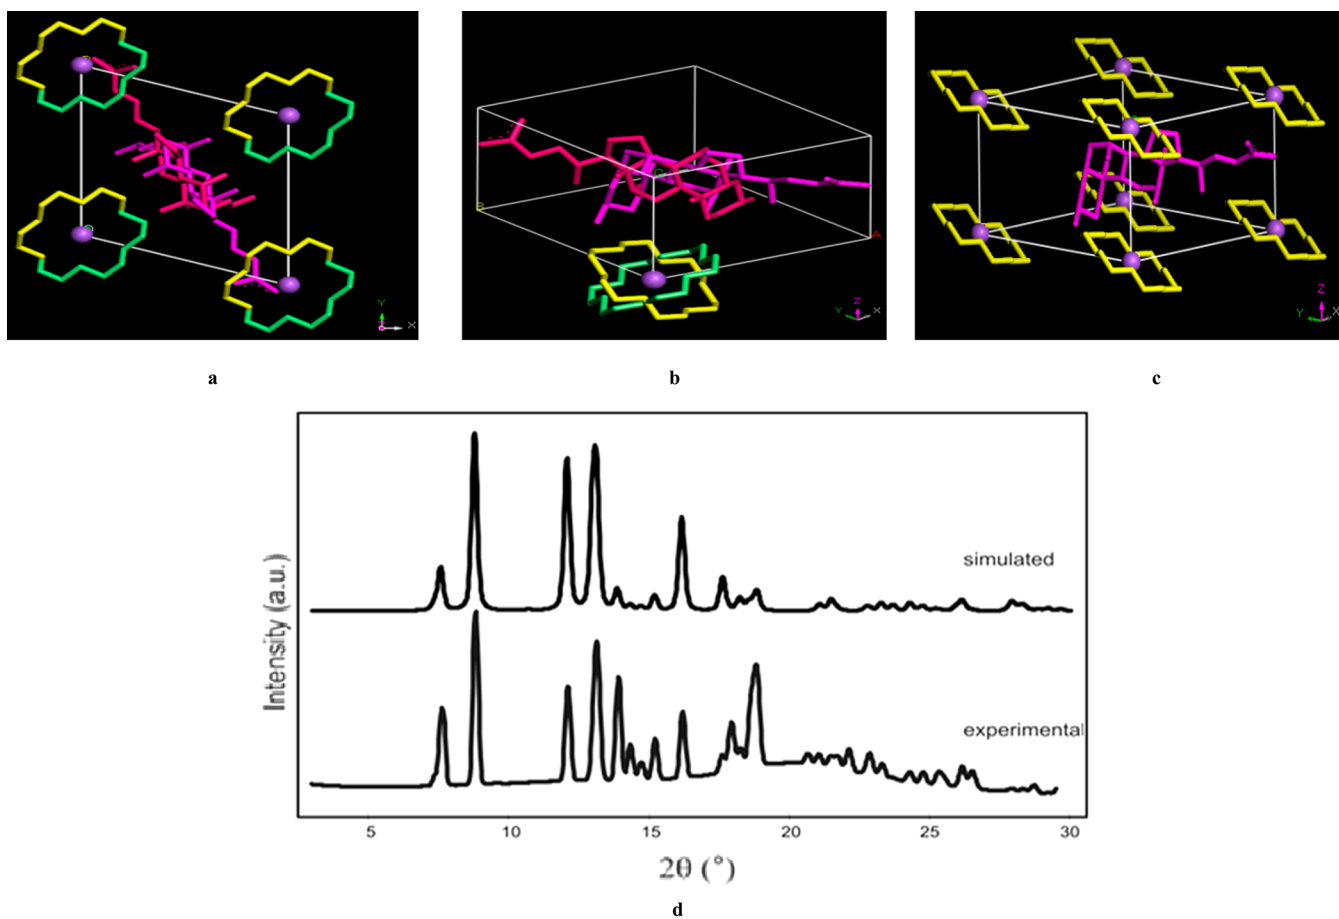 Y
X
B
A
Z
Y
X
Z
Y
X
a
b
c
Intensity (a.u.)
simulated
experimental
5 10 15 20 25 30
2θ (°)
d